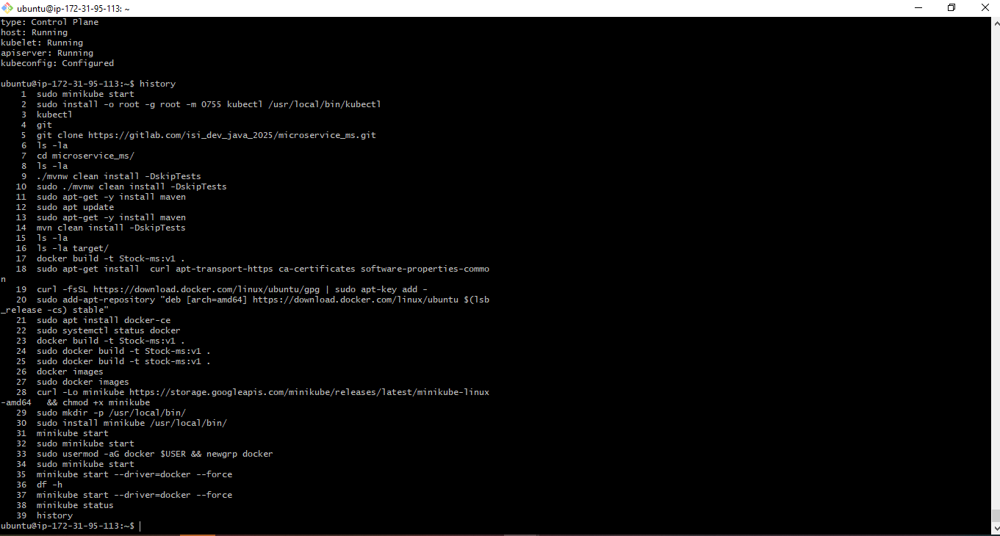 ubuntu@ip-172-31-95-113: ~
type: Control Plane
host: Running
kubelet: Running
apiserver: Running
kubeconfig: Configured
ubuntu@ip-172-31-95-113:~$ history
1 sudo minikube start
2 sudo install -o root -g root -m 0755 kubectl /usr/local/bin/kubectl
3 kubectl
4 git
5 git clone https://gitlab.com/isi_dev_java_2025/microservice_ms.git
6 ls -la
7 cd microservice_ms/
8 ls -la
9 ./mvnw clean install -DskipTests
10 sudo ./mvnw clean install -DskipTests
11 sudo apt-get -y install maven
12 sudo apt update
13 sudo apt-get -y install maven
14 mvn clean install -DskipTests
15 ls -la
16 ls -la target/
17 docker build -t Stock-ms:v1 .
18 sudo apt-get install  curl apt-transport-https ca-certificates software-properties-commo
n
19 curl -fsSL https://download.docker.com/linux/ubuntu/gpg | sudo apt-key add -
20 sudo add-apt-repository "deb [arch=amd64] https://download.docker.com/linux/ubuntu $(lsb
_release -cs) stable"
21 sudo apt install docker-ce
22 sudo systemctl status docker
23 docker build -t Stock-ms:v1 .
24 sudo docker build -t Stock-ms:v1 .
25 sudo docker build -t stock-ms:v1 .
26 docker images
27 sudo docker images
28 curl -Lo minikube https://storage.googleapis.com/minikube/releases/latest/minikube-linux
-amd64   && chmod +x minikube
29 sudo mkdir -p /usr/local/bin/
30 sudo install minikube /usr/local/bin/
31 minikube start
32 sudo minikube start
33 sudo usermod -aG docker $USER && newgrp docker
34 sudo minikube start
35 minikube start --driver=docker --force
36 df -h
37 minikube start --driver=docker --force
38 minikube status
39 history
ubuntu@ip-172-31-95-113:~$